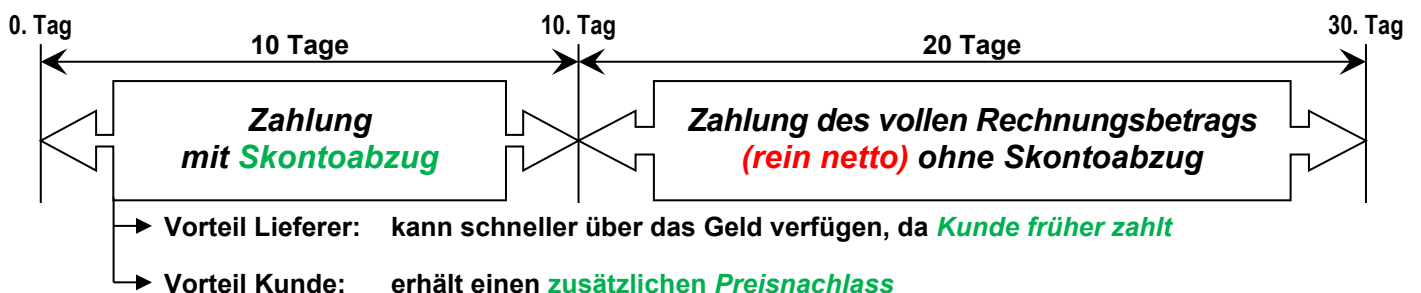 0. Tag 10. Tag 30. Tag
10 Tage 20 Tage
Zahlung
mit Skontoabzug
Zahlung des vollen Rechnungsbetrags
(rein netto) ohne Skontoabzug
Vorteil Lieferer: kann schneller über das Geld verfügen, da Kunde früher zahlt
Vorteil Kunde: erhält einen zusätzlichen Preisnachlass